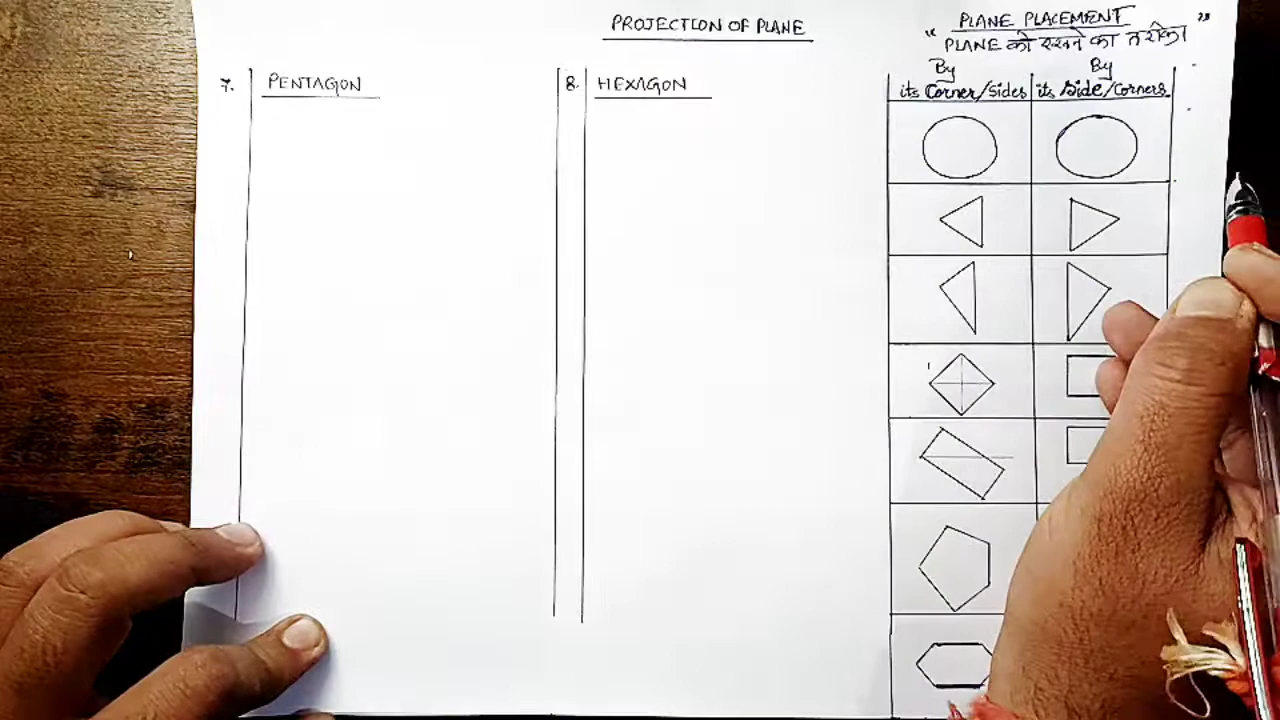 PROJECTION OF PLANE
7. PENTAGON
8. HEXAGON
PLANE PLACEMENT
" PLANE को रखने का तरीका "
By
its Corner/Sides
By
its Side/Corners